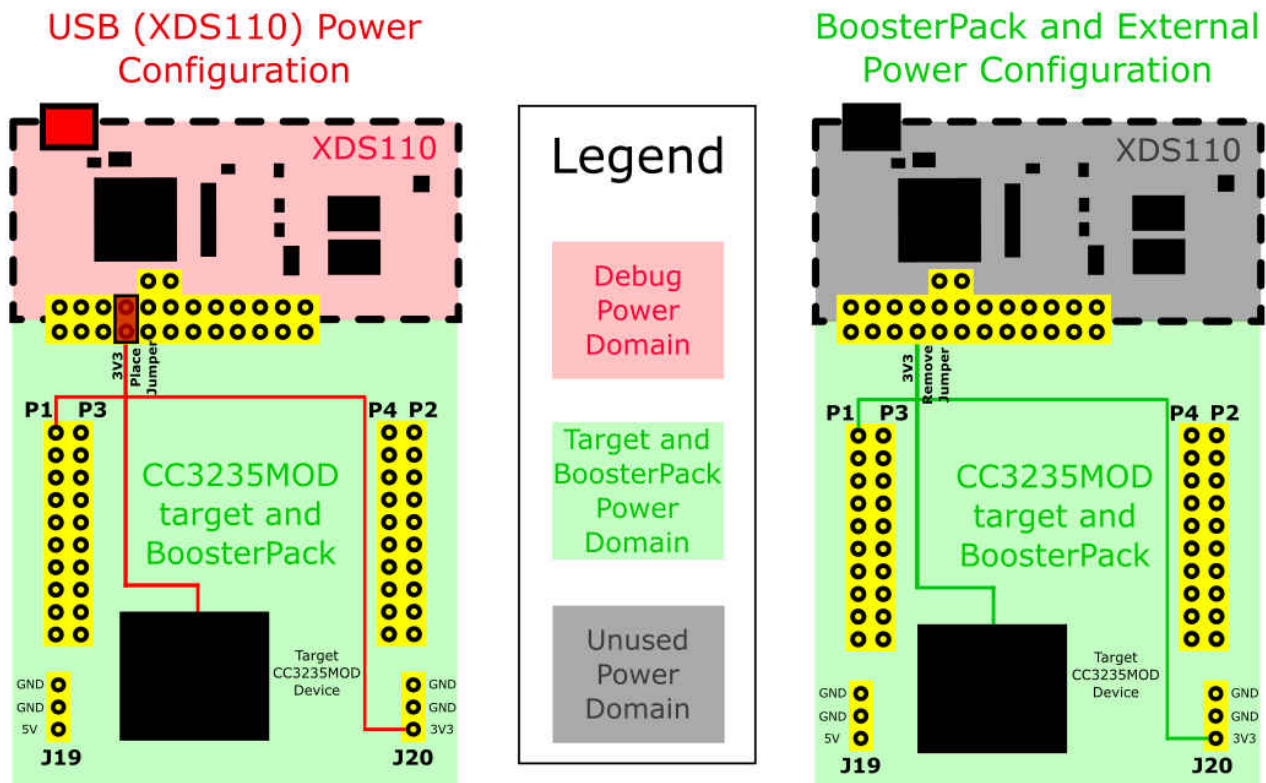 USB (XDS110) Power
Configuration
XDS110
3V3
Place
Jumper
P1 P3
P4 P2
CC3235MOD
target and
BoosterPack
Target
CC3235MOD
Device
GND
GND
5V
J19
GND
GND
3V3
J20
Legend
Debug
Power
Domain
Target and
BoosterPack
Power
Domain
Unused
Power
Domain
BoosterPack and External
Power Configuration
XDS110
3V3
Remove
Jumper
P1 P3
P4 P2
CC3235MOD
target and
BoosterPack
Target
CC3235MOD
Device
GND
GND
5V
J19
GND
GND
3V3
J20